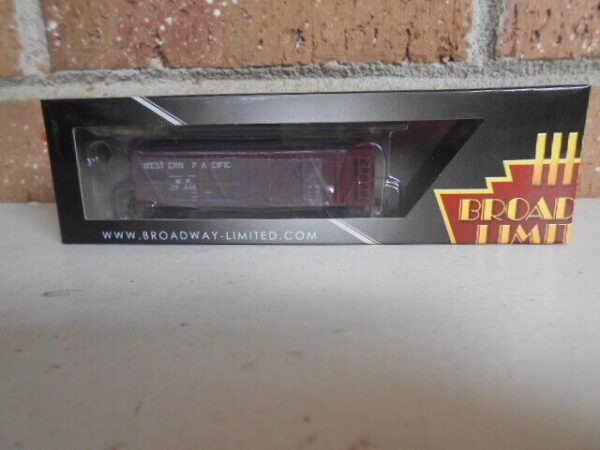 WESTERN PACIFIC
W.P.
WWW.BROADWAY-LIMITED.COM
BROAD
LIMIT